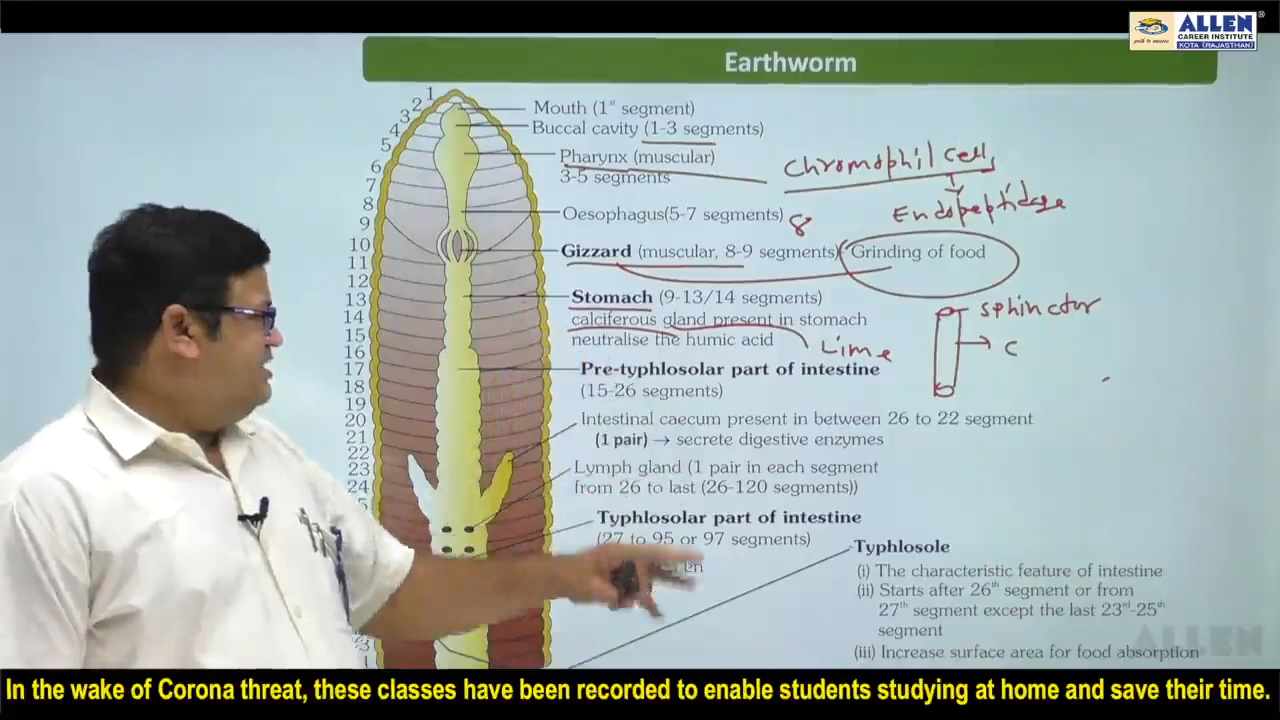 ALLEN
CAREER INSTITUTE
KOTA (RAJASTHAN)
Earthworm
1
2
3
4
5
6
7
8
9
10
11
12
13
14
15
16
17
18
19
20
21
22
23
24
Mouth (1st segment)
Buccal cavity (1-3 segments)
Pharynx (muscular)
3-5 segments
chromophil cell
Endopeptidase
Oesophagus(5-7 segments) 8
Gizzard (muscular, 8-9 segments) Grinding of food
Stomach (9-13/14 segments)
calciferous gland present in stomach
neutralise the humic acid
Lime
sphinctur
C
Pre-typhlosolar part of intestine
(15-26 segments)
Intestinal caecum present in between 26 to 22 segment
(1 pair) → secrete digestive enzymes
Lymph gland (1 pair in each segment
from 26 to last (26-120 segments))
Typhlosolar part of intestine
(27 to 95 or 97 segments)
Typhlosole
(i) The characteristic feature of intestine
(ii) Starts after 26th segment or from
27th segment except the last 23rd-25th
segment
(iii) Increase surface area for food absorption
ALLEN
In the wake of Corona threat, these classes have been recorded to enable students studying at home and save their time.